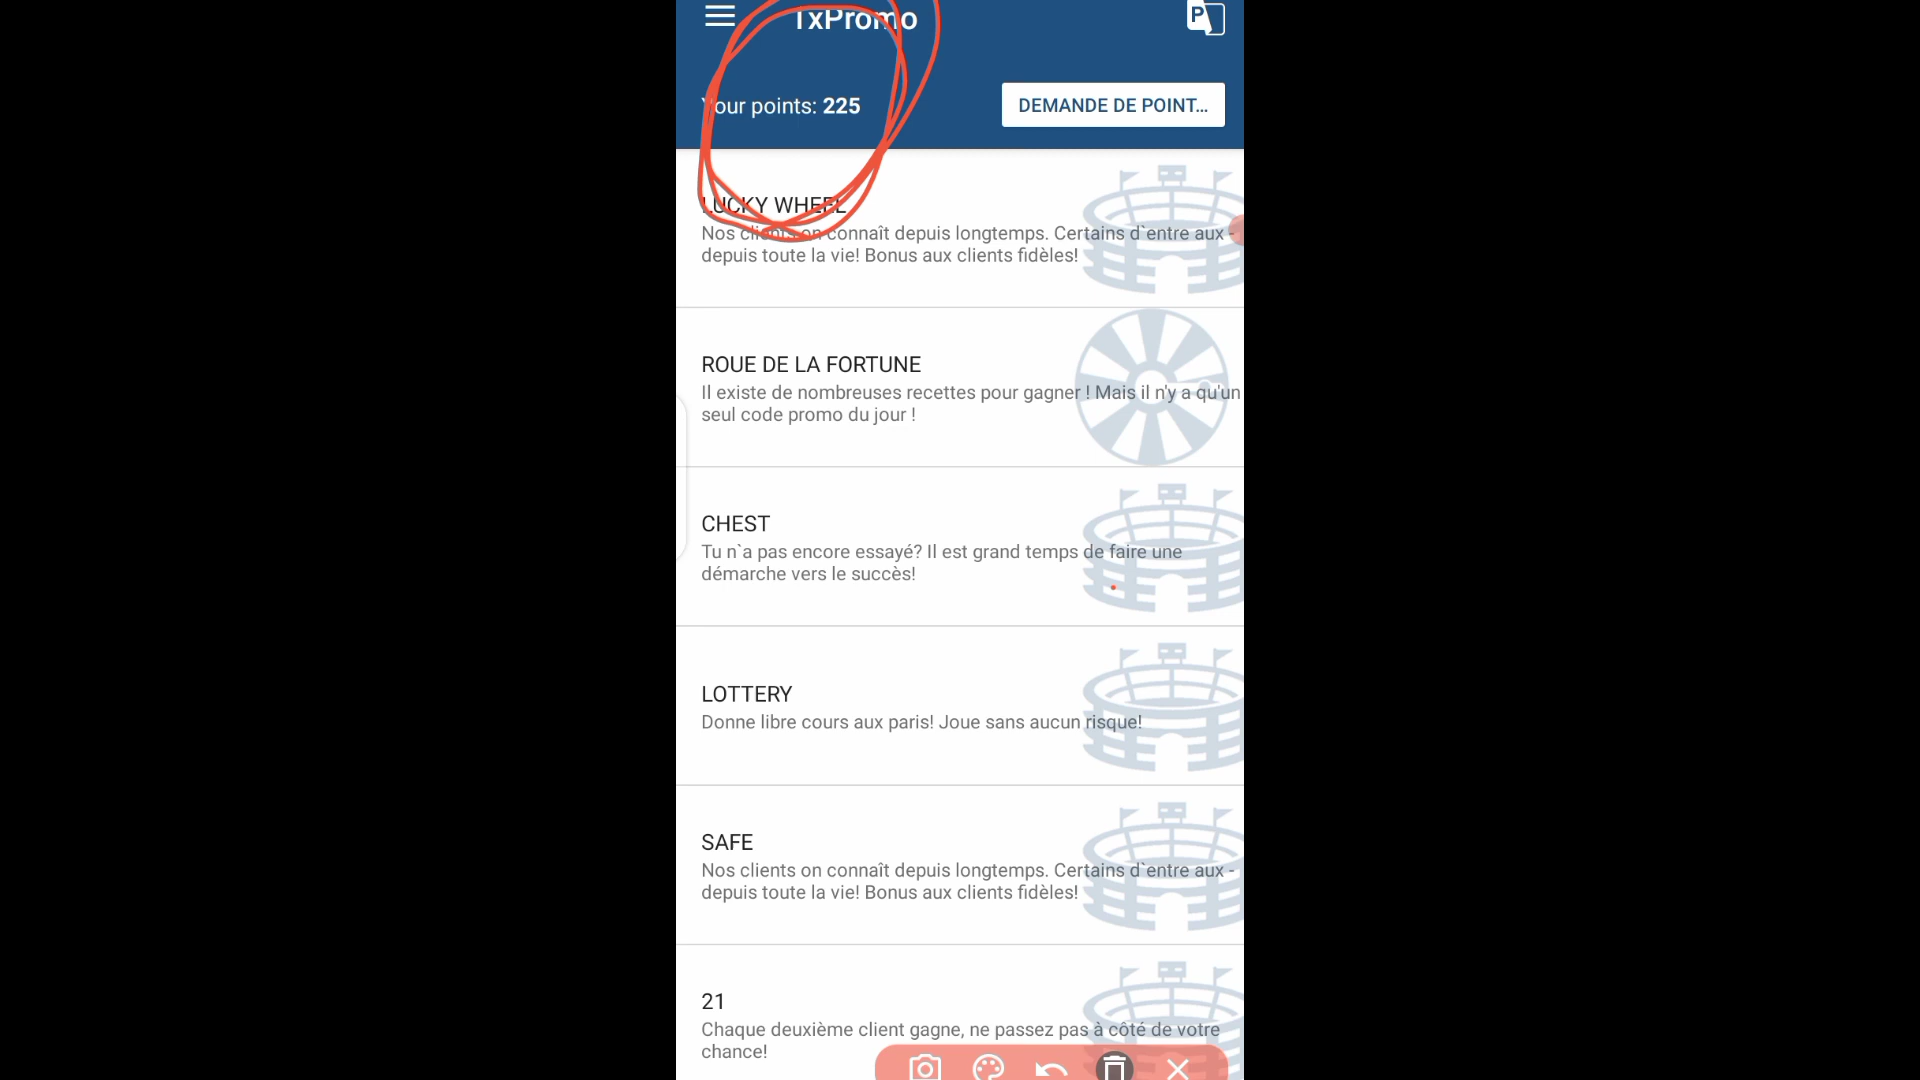 1xPromo
P
Your points: 225
DEMANDE DE POINT...
LUCKY WHEEL
Nos clients on connaît depuis longtemps. Certains d`entre aux -
depuis toute la vie! Bonus aux clients fidèles!
ROUE DE LA FORTUNE
Il existe de nombreuses recettes pour gagner ! Mais il n'y a qu'un
seul code promo du jour !
CHEST
Tu n`a pas encore essayé? Il est grand temps de faire une
démarche vers le succès!
LOTTERY
Donne libre cours aux paris! Joue sans aucun risque!
SAFE
Nos clients on connaît depuis longtemps. Certains d`entre aux -
depuis toute la vie! Bonus aux clients fidèles!
21
Chaque deuxième client gagne, ne passez pas à côté de votre
chance!